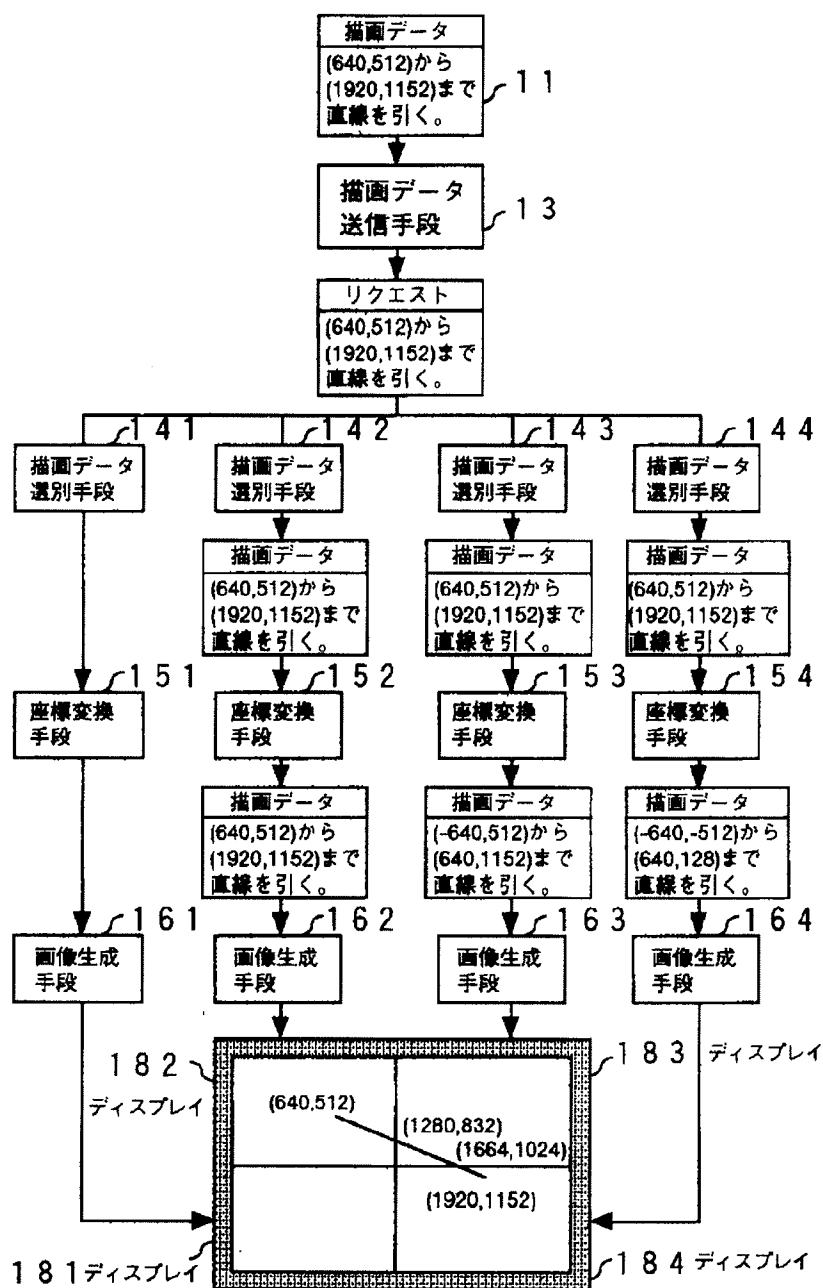 描画データ
(640,512)から
(1920,1152)まで
直線を引く。
11
描画データ
送信手段
13
リクエスト
(640,512)から
(1920,1152)まで
直線を引く。
141
142
143
144
描画データ
選別手段
描画データ
選別手段
描画データ
選別手段
描画データ
選別手段
描画データ
(640,512)から
(1920,1152)まで
直線を引く。
描画データ
(640,512)から
(1920,1152)まで
直線を引く。
描画データ
(640,512)から
(1920,1152)まで
直線を引く。
151
152
153
154
座標変換
手段
座標変換
手段
座標変換
手段
座標変換
手段
描画データ
(640,512)から
(1920,1152)まで
直線を引く。
描画データ
(-640,512)から
(640,1152)まで
直線を引く。
描画データ
(-640,-512)から
(640,128)まで
直線を引く。
161
162
163
164
画像生成
手段
画像生成
手段
画像生成
手段
画像生成
手段
182
ディスプレイ
183 ディスプレイ
(640,512)
(1280,832)
(1664,1024)
(1920,1152)
181ディスプレイ
184ディスプレイ